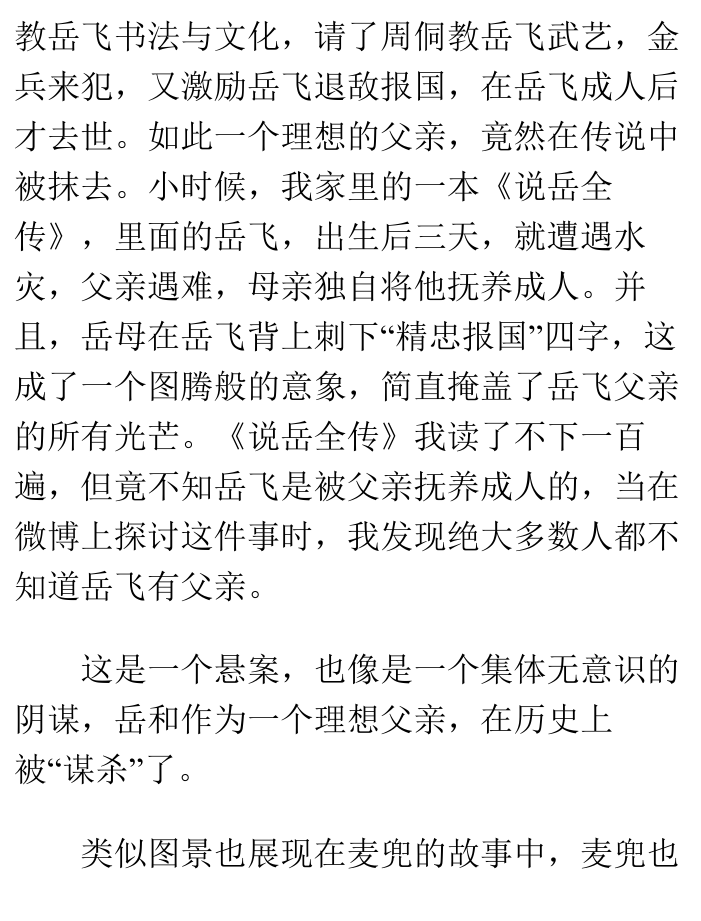 教岳飞书法与文化，请了周侗教岳飞武艺，金
兵来犯，又激励岳飞退敌报国，在岳飞成人后
才去世。如此一个理想的父亲，竟然在传说中
被抹去。小时候，我家里的一本《说岳全
传》，里面的岳飞，出生后三天，就遭遇水
灾，父亲遇难，母亲独自将他抚养成人。并
且，岳母在岳飞背上刺下“精忠报国”四字，这
成了一个图腾般的意象，简直掩盖了岳飞父亲
的所有光芒。《说岳全传》我读了不下一百
遍，但竟不知岳飞是被父亲抚养成人的，当在
微博上探讨这件事时，我发现绝大多数人都不
知道岳飞有父亲。
这是一个悬案，也像是一个集体无意识的
阴谋，岳和作为一个理想父亲，在历史上
被“谋杀”了。
类似图景也展现在麦兜的故事中，麦兜也